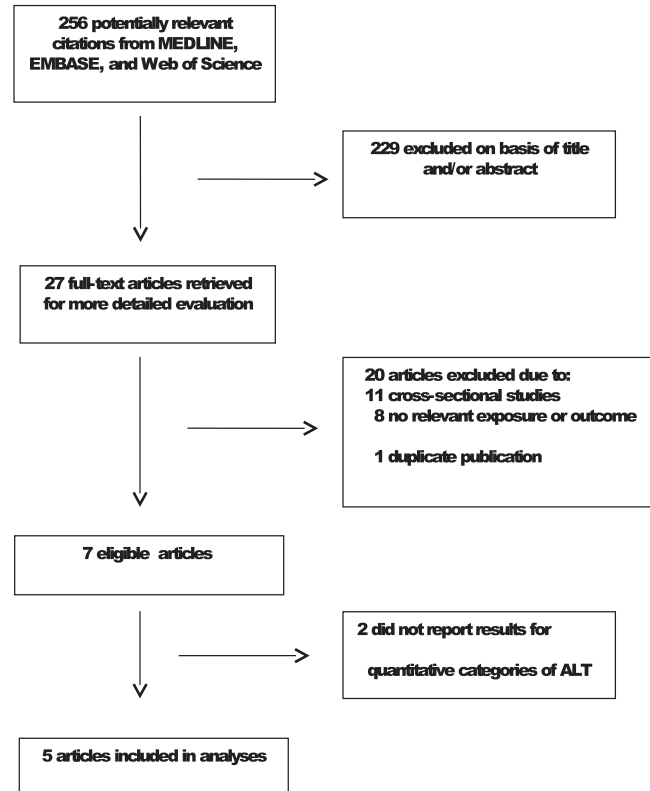 256 potentially relevant
citations from MEDLINE,
EMBASE, and Web of Science
229 excluded on basis of title
and/or abstract
27 full-text articles retrieved
for more detailed evaluation
20 articles excluded due to:
11 cross-sectional studies
8 no relevant exposure or outcome
1 duplicate publication
7 eligible articles
2 did not report results for
quantitative categories of ALT
5 articles included in analyses